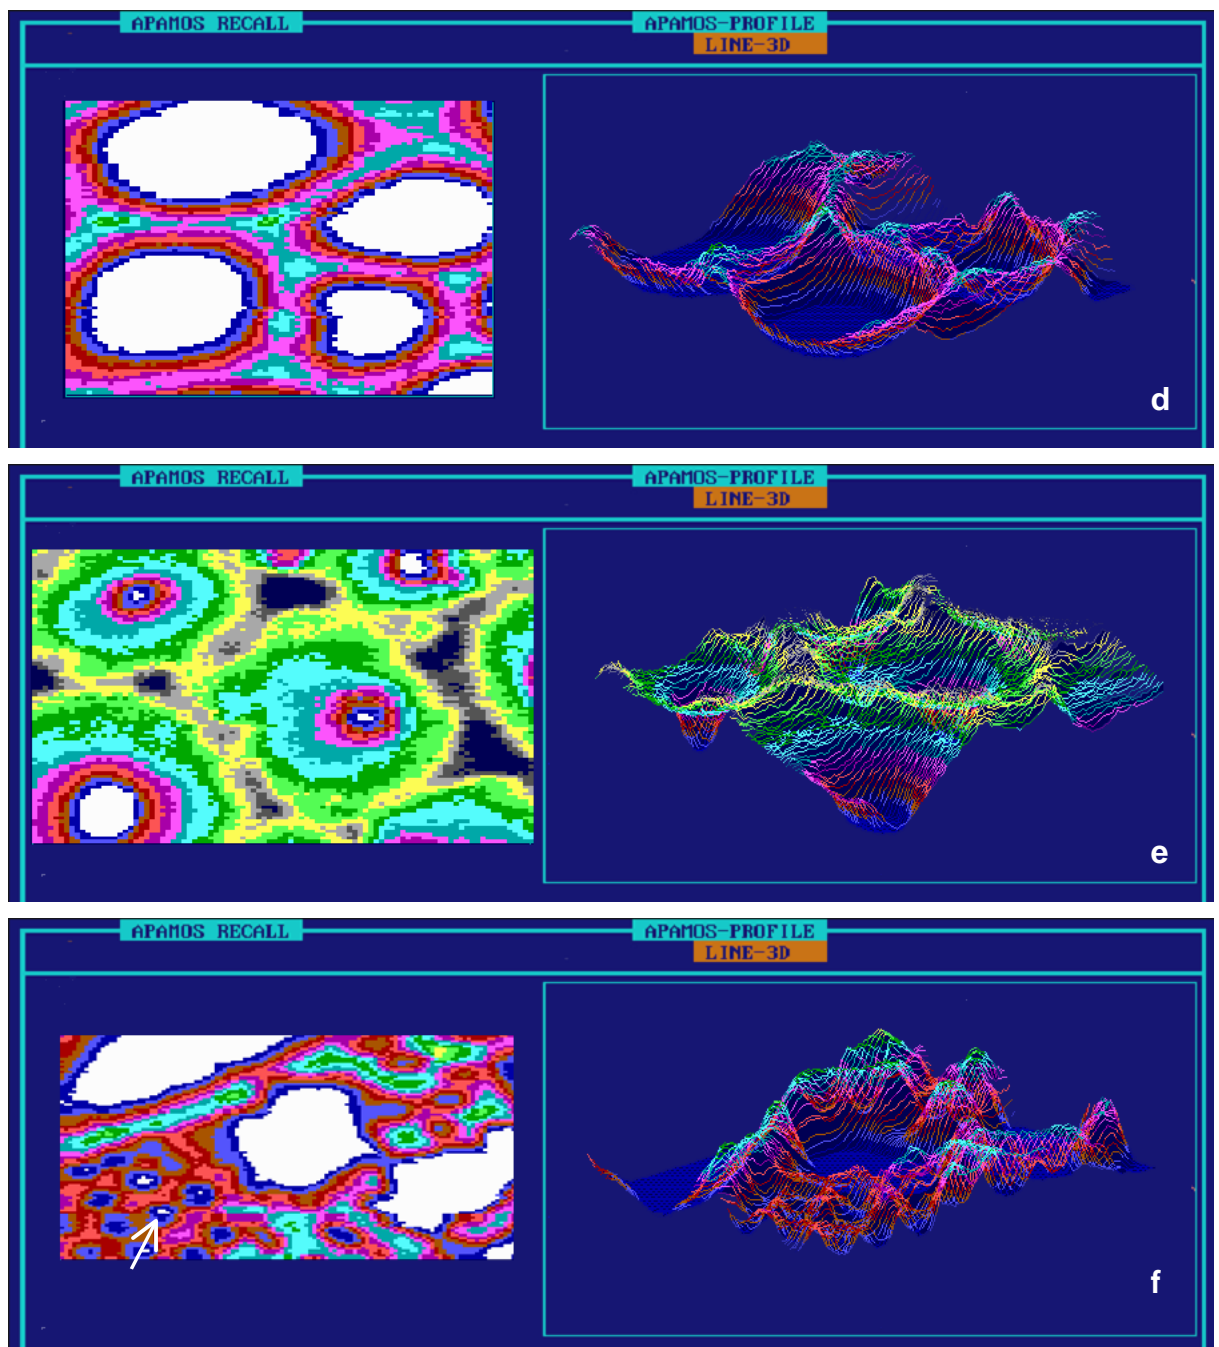 APAMOS RECALL
APAMOS-PROFILE
LINE-3D
d
APAMOS RECALL
APAMOS-PROFILE
LINE-3D
e
APAMOS RECALL
APAMOS-PROFILE
LINE-3D
f